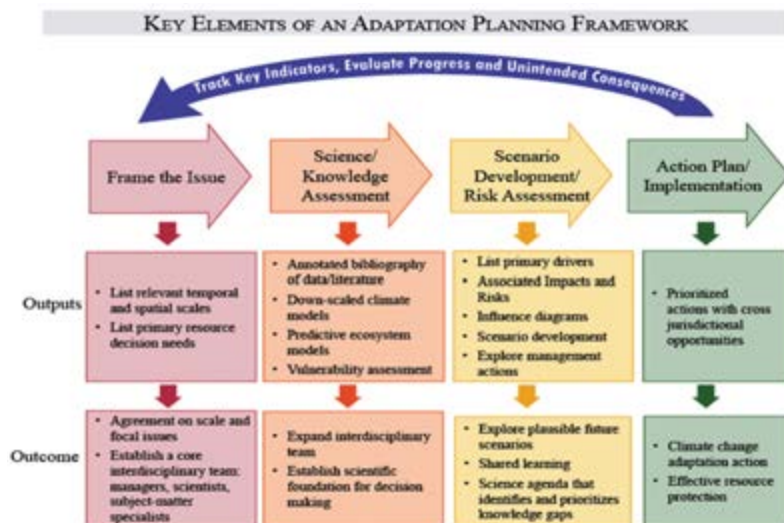 KEY ELEMENTS OF AN ADAPTATION PLANNING FRAMEWORK
Track Key Indicators, Evaluate Progress and Unintended Consequences
Frame the Issue
Science/
Knowledge
Assessment
Scenario
Development/
Risk Assessment
Action Plan/
Implementation
Outputs
• List relevant temporal
and spatial scales
• List primary resource
decision needs
• Annotated bibliography
of data/literature
• Down-scaled climate
models
• Predictive ecosystem
models
• Vulnerability assessment
• List primary drivers
• Associated Impacts and
Risks
• Influence diagrams
• Scenario development
• Explore management
actions
• Prioritized
actions with cross
jurisdictional
opportunities
Outcome
• Agreement on scale and
focal issues
• Establish a core
interdisciplinary team:
managers, scientists,
subject-matter
specialists
• Expand interdisciplinary
team
• Establish scientific
foundation for decision
making
• Explore plausible future
scenarios
• Shared learning
• Science agenda that
identifies and prioritizes
knowledge gaps
• Climate change
adaptation action
• Effective resource
protection